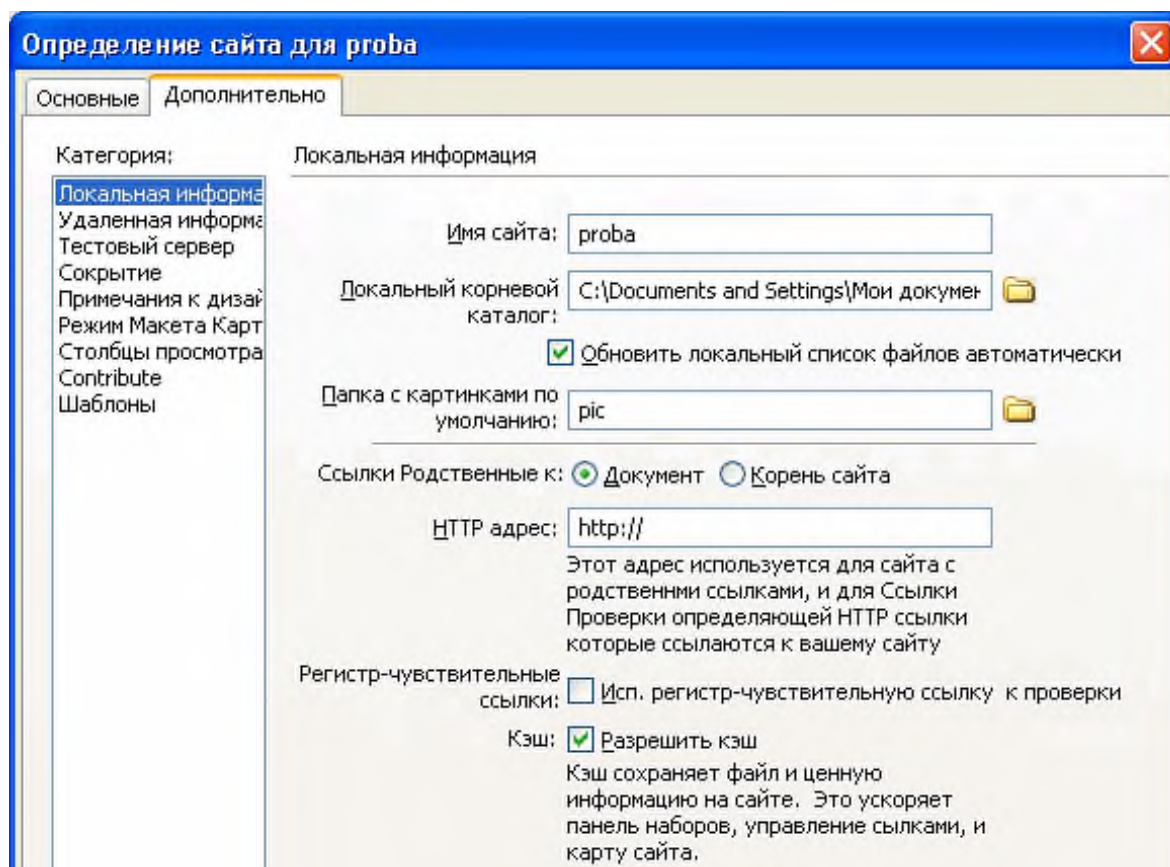 Определение сайта для proba
Основные Дополнительно
Категория:
Локальная информа
Удаленная информа
Тестовый сервер
Сокрытие
Примечания к дизай
Режим Макета Карт
Столбцы просмотра
Contribute
Шаблоны
Локальная информация
Имя сайта: proba
Локальный корневой
каталог: C:\Documents and Settings\Мои докумен
Обновить локальный список файлов автоматически
Папка с картинками по
умолчанию: pic
Ссылки Родственные к: Документ Корень сайта
HTTP адрес: http://
Этот адрес используется для сайта с
родственнми ссылками, и для Ссылки
Проверки определяющей HTTP ссылки
которые ссылаются к вашему сайту
Регистр-чувствительные
ссылки: Исп. регистр-чувствительную ссылку к проверки
Кэш: Разрешить кэш
Кэш сохраняет файл и ценную
информацию на сайте. Это ускоряет
панель наборов, управление сылками, и
карту сайта.